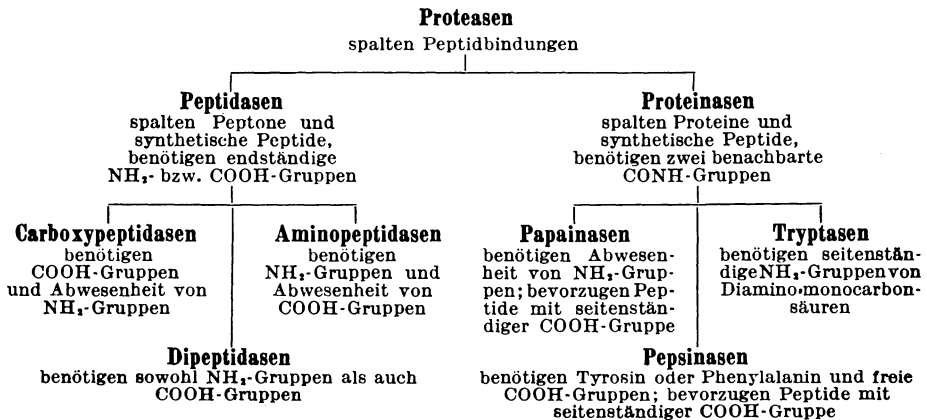 Proteasen
spalten Peptidbindungen
Peptidasen
spalten Peptone und
synthetische Peptide,
benötigen endständige
NH₂- bzw. COOH-Gruppen
Proteinasen
spalten Proteine und
synthetische Peptide,
benötigen zwei benachbarte
CONH-Gruppen
Carboxypeptidasen
benötigen
COOH-Gruppen
und Abwesenheit von
NH₂-Gruppen
Aminopeptidasen
benötigen
NH₂-Gruppen und
Abwesenheit von
COOH-Gruppen
Papainasen
benötigen Abwesen-
heit von NH₂-Grup-
pen; bevorzugen Pep-
tide mit seitenstän-
diger COOH-Gruppe
Tryptasen
benötigen seitenstän-
dige NH₂-Gruppen von
Diamino-monocarbon-
säuren
Dipeptidasen
benötigen sowohl NH₂-Gruppen als auch
COOH-Gruppen
Pepsinasen
benötigen Tyrosin oder Phenylalanin und freie
COOH-Gruppen; bevorzugen Peptide mit
seitenständiger COOH-Gruppe